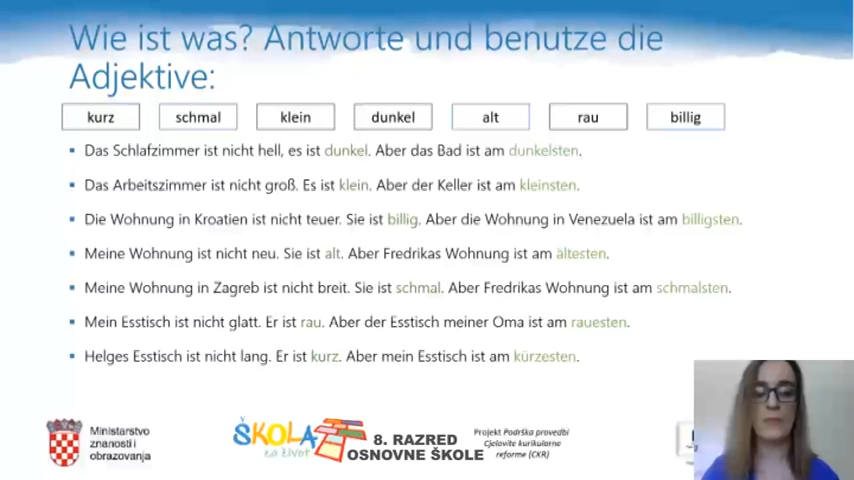 Wie ist was? Antworte und benutze die
Adjektive:
kurz schmal klein dunkel alt rau billig
Das Schlafzimmer ist nicht hell, es ist dunkel. Aber das Bad ist am dunkelsten.
Das Arbeitszimmer ist nicht groß. Es ist klein. Aber der Keller ist am kleinsten.
Die Wohnung in Kroatien ist nicht teuer. Sie ist billig. Aber die Wohnung in Venezuela ist am billigsten.
Meine Wohnung ist nicht neu. Sie ist alt. Aber Fredrikas Wohnung ist am ältesten.
Meine Wohnung in Zagreb ist nicht breit. Sie ist schmal. Aber Fredrikas Wohnung ist am schmalsten.
Mein Esstisch ist nicht glatt. Er ist rau. Aber der Esstisch meiner Oma ist am rauesten.
Helges Esstisch ist nicht lang. Er ist kurz. Aber mein Esstisch ist am kürzesten.
Ministarstvo
znanosti i
obrazovanja
ŠKOLA
za život
8. RAZRED
OSNOVNE ŠKOLE
Projekt Podrška provedbi
Cjelovite kurikularne
reforme (CKR)